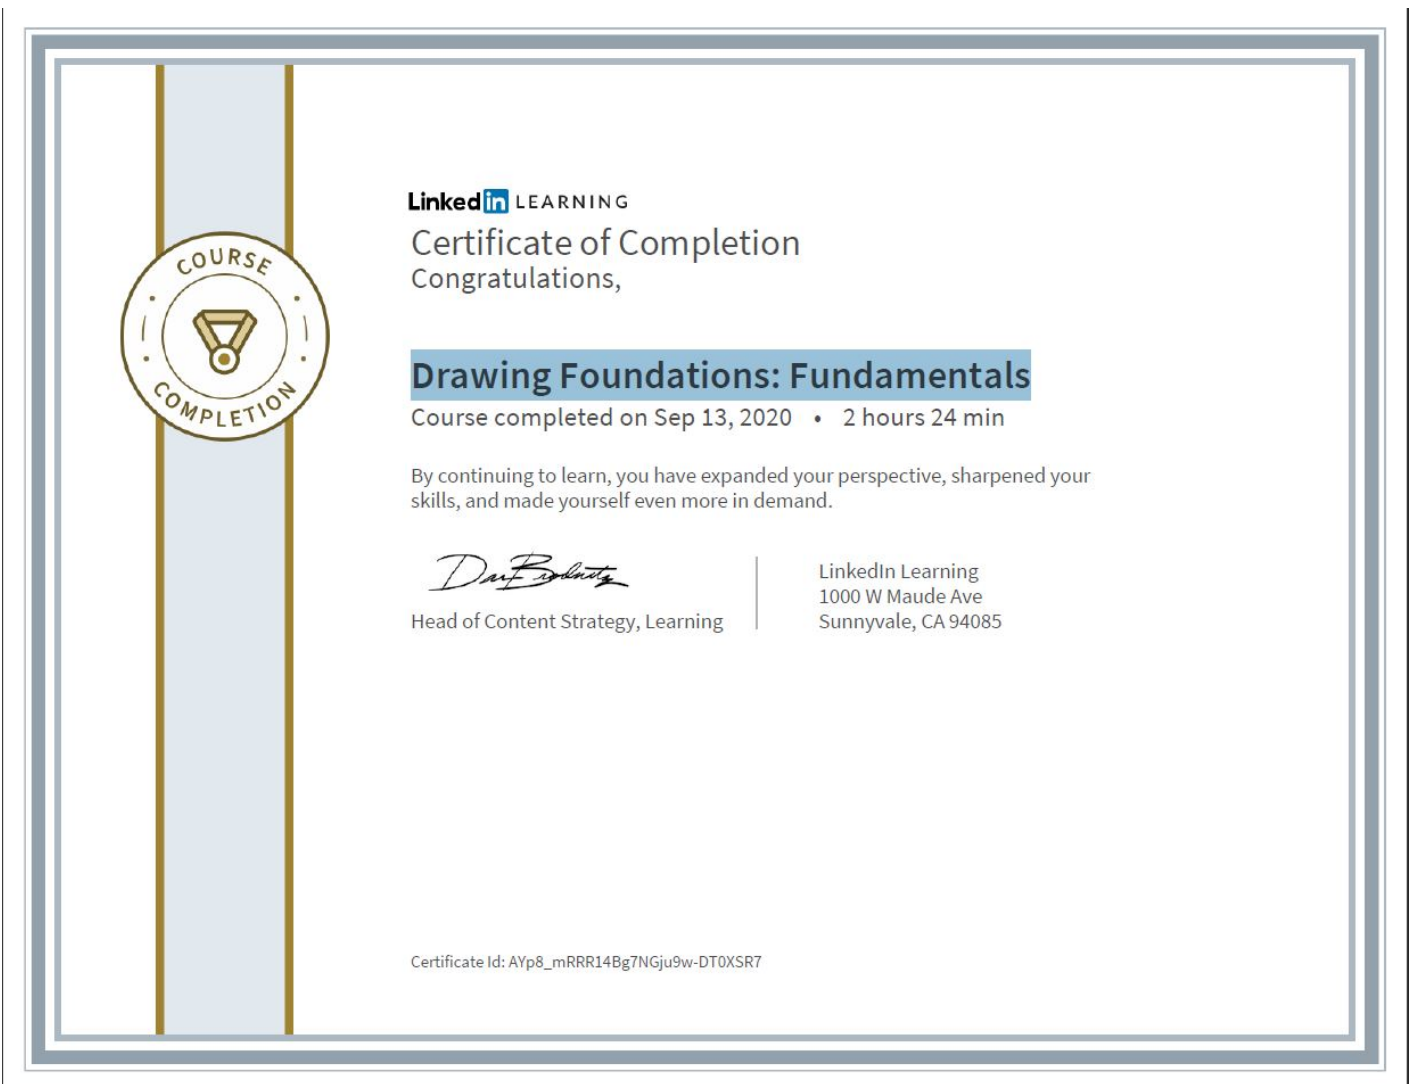 COURSE
COMPLETION
Linkedin LEARNING
Certificate of Completion
Congratulations,
Drawing Foundations: Fundamentals
Course completed on Sep 13, 2020 • 2 hours 24 min
By continuing to learn, you have expanded your perspective, sharpened your
skills, and made yourself even more in demand.
Head of Content Strategy, Learning
LinkedIn Learning
1000 W Maude Ave
Sunnyvale, CA 94085
Certificate Id: AYp8_mRRR14Bg7NGju9w-DT0XSR7